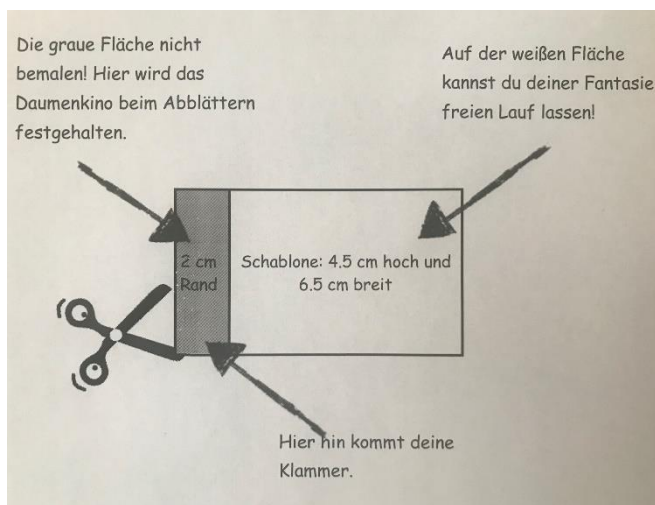 Die graue Fläche nicht
bemalen! Hier wird das
Daumenkino beim Abblättern
festgehalten.
Auf der weißen Fläche
kannst du deiner Fantasie
freien Lauf lassen!
2 cm
Rand
Schablone: 4.5 cm hoch und
6.5 cm breit
Hier hin kommt deine
Klammer.